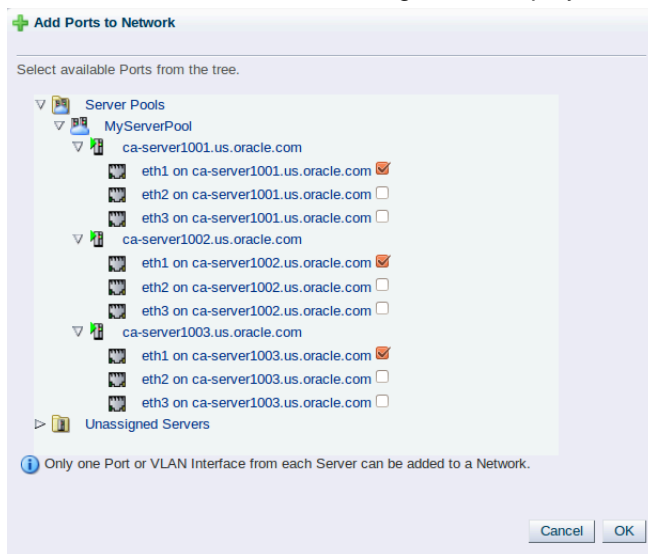 Add Ports to Network
Select available Ports from the tree.
Server Pools
MyServerPool
ca-server1001.us.oracle.com
eth1 on ca-server1001.us.oracle.com
eth2 on ca-server1001.us.oracle.com
eth3 on ca-server1001.us.oracle.com
ca-server1002.us.oracle.com
eth1 on ca-server1002.us.oracle.com
eth2 on ca-server1002.us.oracle.com
eth3 on ca-server1002.us.oracle.com
ca-server1003.us.oracle.com
eth1 on ca-server1003.us.oracle.com
eth2 on ca-server1003.us.oracle.com
eth3 on ca-server1003.us.oracle.com
Unassigned Servers
Only one Port or VLAN Interface from each Server can be added to a Network.
Cancel OK